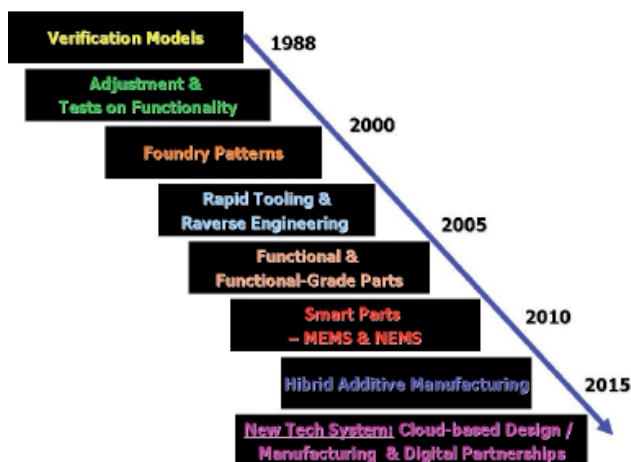 Verification Models
1988
Adjustment &
Tests on Functionality
2000
Foundry Patterns
Rapid Tooling &
Raverse Engineering
2005
Functional &
Functional-Grade Parts
Smart Parts
– MEMS & NEMS
2010
Hibrid Additive Manufacturing
2015
New Tech System: Cloud-based Design /
Manufacturing & Digital Partnerships